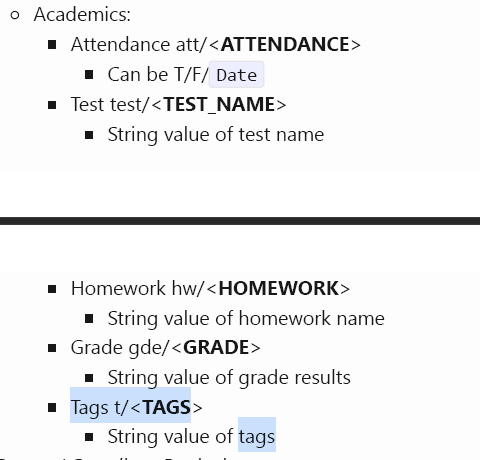 Academics:
Attendance att/<ATTENDANCE>
Can be T/F/Date
Test test/<TEST_NAME>
String value of test name
Homework hw/<HOMEWORK>
String value of homework name
Grade gde/<GRADE>
String value of grade results
Tags t/<TAGS>
String value of tags